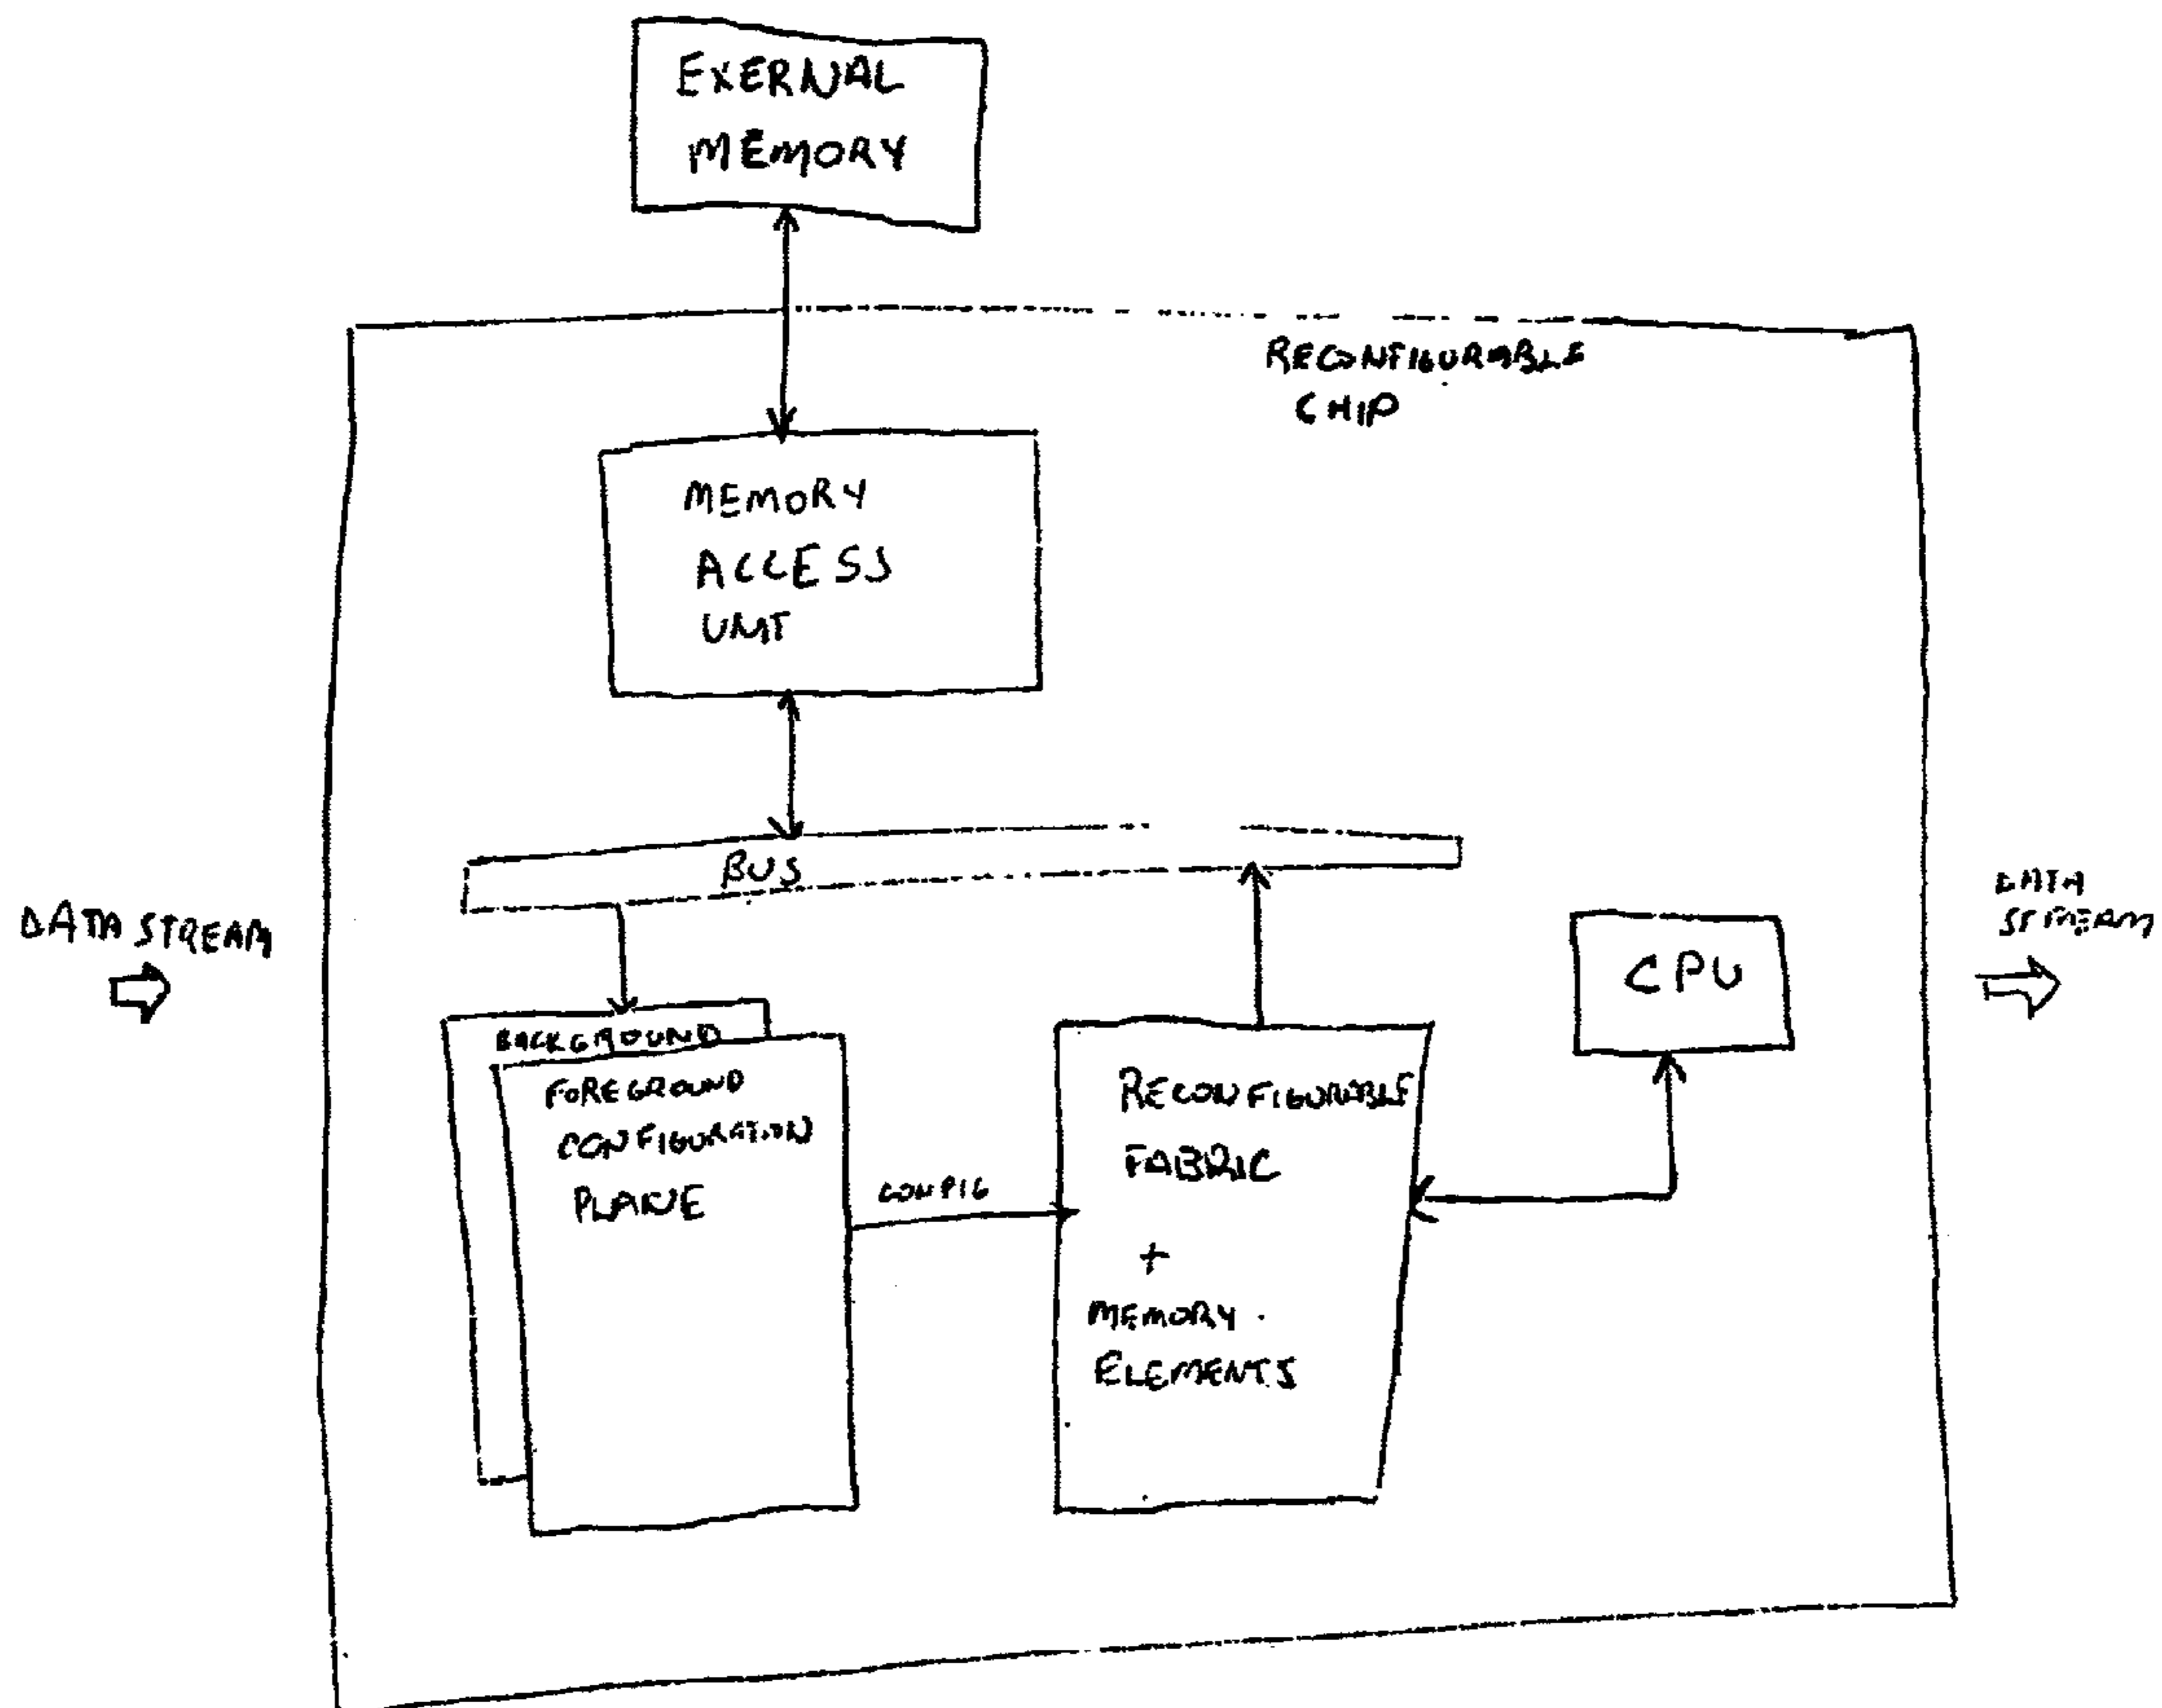 EXERNAL
MEMORY
RECONFIGURABLE
CHIP
MEMORY
ACCESS
UNIT
BUS
DATA STREAM
DATA
STREAM
CPU
BACKGROUND
FOREGROUND
CONFIGURATION
PLANE
CONFIG
RECONFIGURABLE
FABRIC
+
MEMORY
ELEMENTS